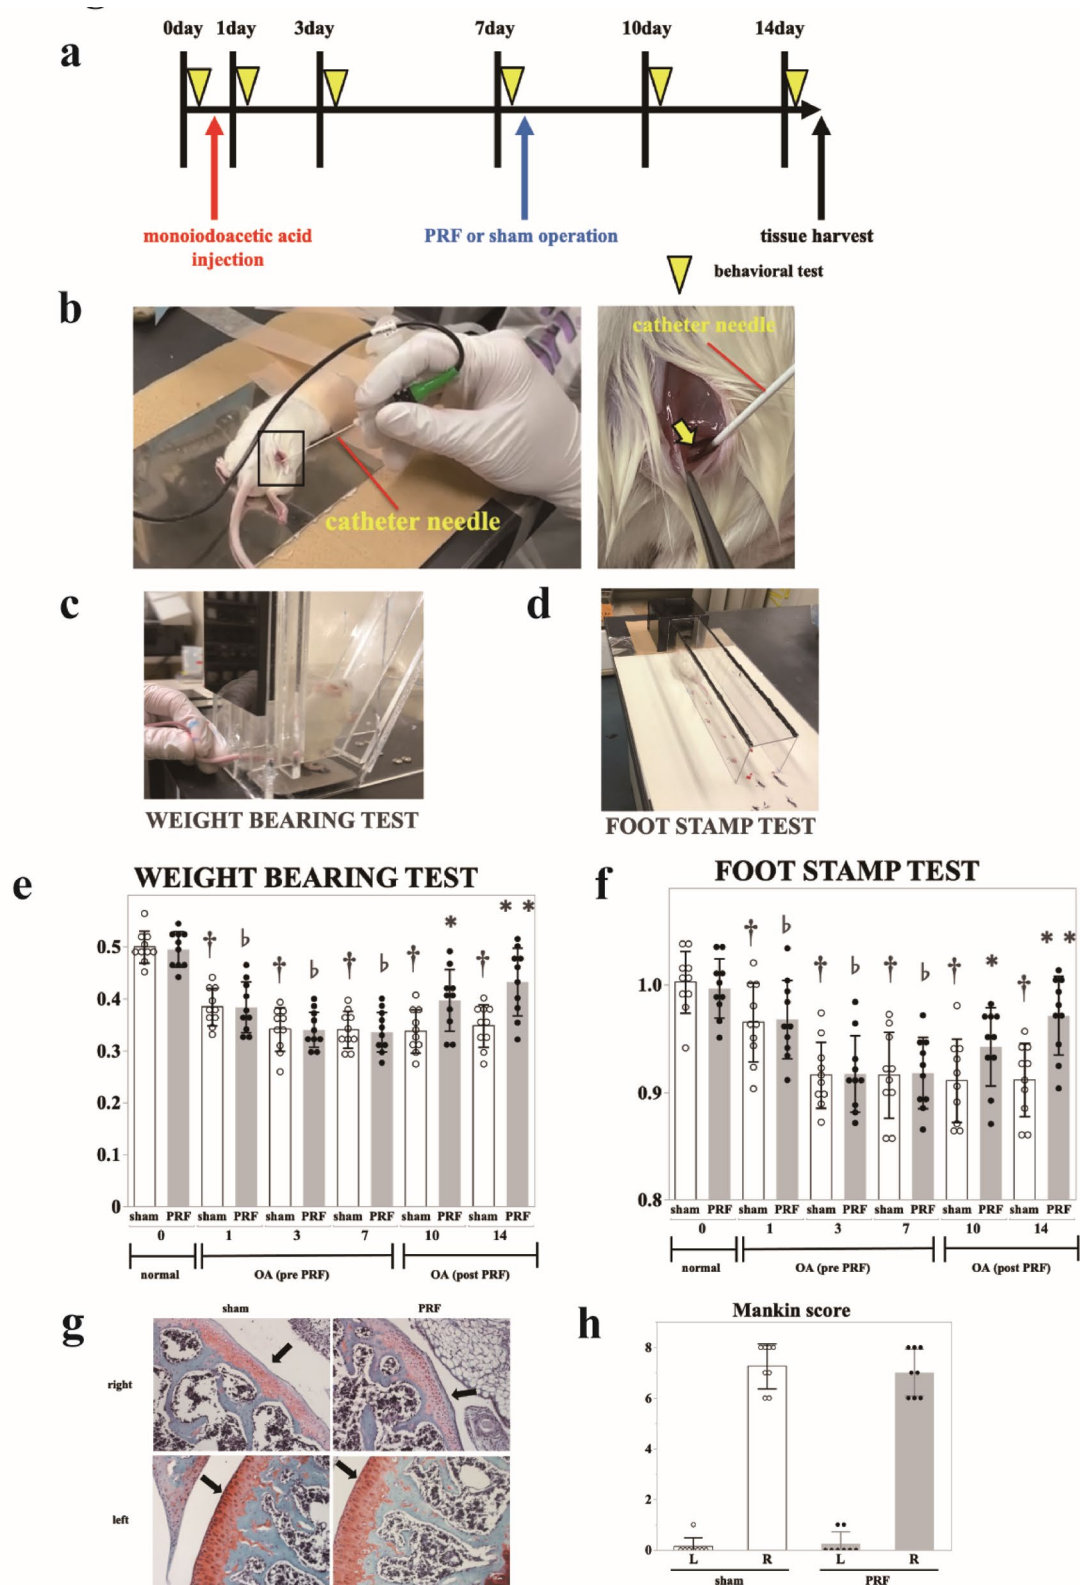 0day 1day 3day 7day 10day 14day
a
monoiodoacetic acid
injection
PRF or sham operation
tissue harvest
behavioral test
b
catheter needle
catheter needle
c
d
WEIGHT BEARING TEST
FOOT STAMP TEST
e
WEIGHT BEARING TEST
* *
*
† ♭ † ♭ † ♭ † †
0.5
0.4
0.3
0.2
0.1
0
sham PRF sham PRF sham PRF sham PRF sham PRF sham PRF
0 1 3 7 10 14
normal OA (pre PRF) OA (post PRF)
f
FOOT STAMP TEST
† ♭ † ♭ † ♭ † * † * *
1.0
0.9
0.8
sham PRF sham PRF sham PRF sham PRF sham PRF sham PRF
0 1 3 7 10 14
normal OA (pre PRF) OA (post PRF)
g
sham PRF
right
left
h
Mankin score
8
6
4
2
0
L R L R
sham PRF